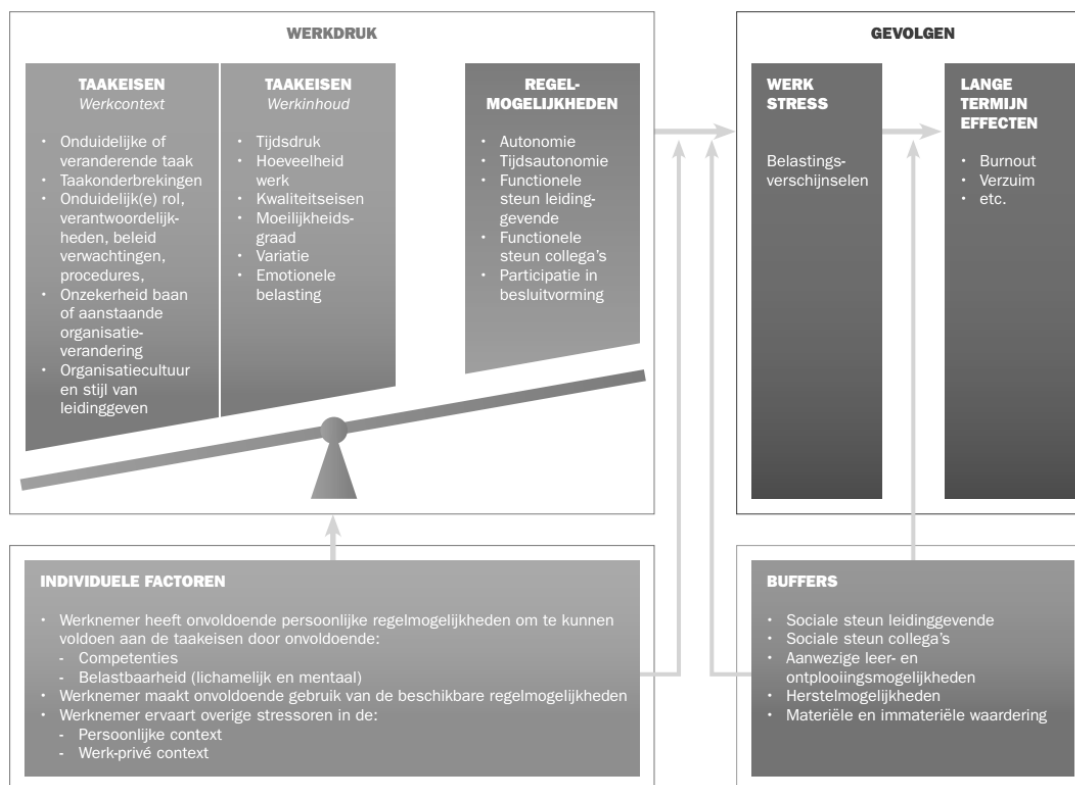 WERKDRUK
TAAKEISEN
Werkcontext
• Onduidelijke of
veranderende taak
• Taakonderbrekingen
• Onduidelijk(e) rol,
verantwoordelijk-
heden, beleid
verwachtingen,
procedures,
• Onzekerheid baan
of aanstaande
organisatie-
verandering
• Organisatiecultuur
en stijl van
leidinggeven
TAAKEISEN
Werkinhoud
• Tijdsdruk
• Hoeveelheid
werk
• Kwaliteitseisen
• Moeilijkheids-
graad
• Variatie
• Emotionele
belasting
REGEL-
MOGELIJKHEDEN
• Autonomie
• Tijdsautonomie
• Functionele
steun leiding-
gevende
• Functionele
steun collega's
• Participatie in
besluitvorming
GEVOLGEN
WERK
STRESS
Belastings-
verschijnselen
LANGE
TERMIJN
EFFECTEN
• Burnout
• Verzuim
• etc.
INDIVIDUELE FACTOREN
• Werknemer heeft onvoldoende persoonlijke regelmogelijkheden om te kunnen
voldoen aan de taakeisen door onvoldoende:
- Competenties
- Belastbaarheid (lichamelijk en mentaal)
• Werknemer maakt onvoldoende gebruik van de beschikbare regelmogelijkheden
• Werknemer ervaart overige stressoren in de:
- Persoonlijke context
- Werk-privé context
BUFFERS
• Sociale steun leidinggevende
• Sociale steun collega's
• Aanwezige leer- en
ontplooiingsmogelijkheden
• Herstelmogelijkheden
• Materiële en immateriële waardering